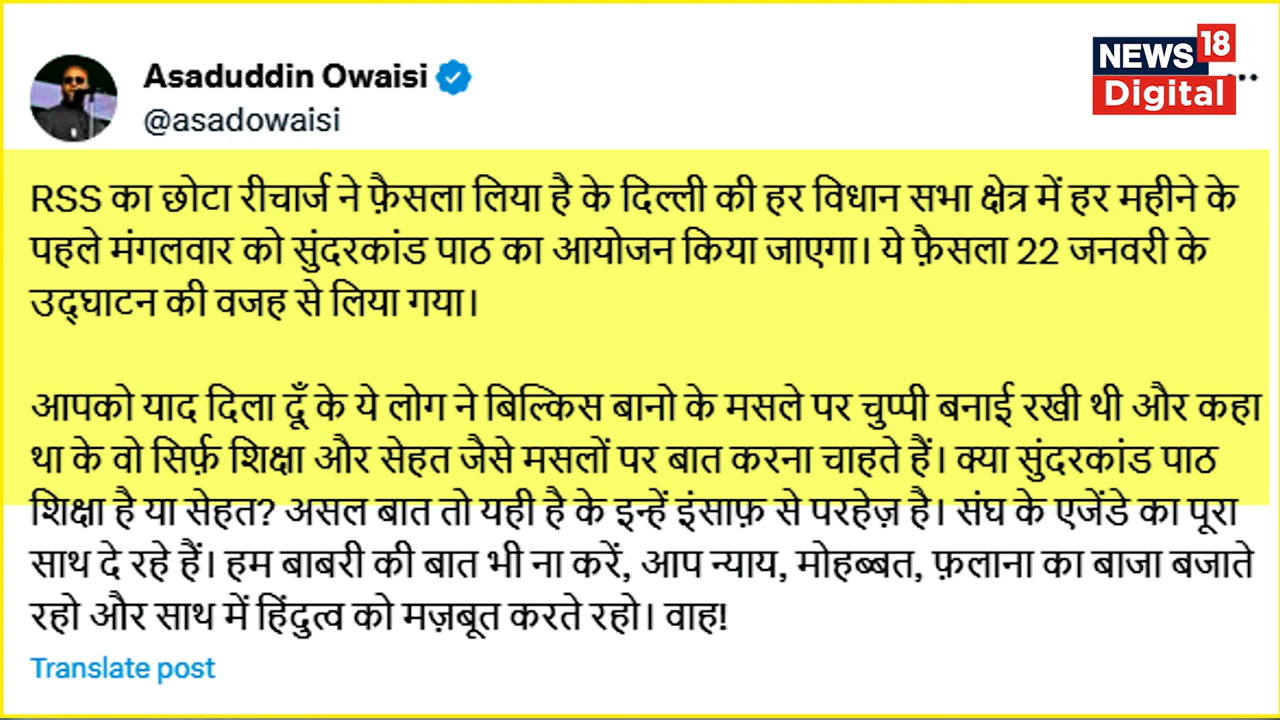 Asaduddin Owaisi
@asadowaisi
NEWS 18
Digital
RSS का छोटा रीचार्ज ने फ़ैसला लिया है के दिल्ली की हर विधान सभा क्षेत्र में हर महीने के
पहले मंगलवार को सुंदरकांड पाठ का आयोजन किया जाएगा। ये फ़ैसला 22 जनवरी के
उद्घाटन की वजह से लिया गया।
आपको याद दिला दूँ के ये लोग ने बिल्किस बानो के मसले पर चुप्पी बनाई रखी थी और कहा
था के वो सिर्फ़ शिक्षा और सेहत जैसे मसलों पर बात करना चाहते हैं। क्या सुंदरकांड पाठ
शिक्षा है या सेहत? असल बात तो यही है के इन्हें इंसाफ़ से परहेज़ है। संघ के एजेंडे का पूरा
साथ दे रहे हैं। हम बाबरी की बात भी ना करें, आप न्याय, मोहब्बत, फ़लाना का बाजा बजाते
रहो और साथ में हिंदुत्व को मज़बूत करते रहो। वाह!
Translate post